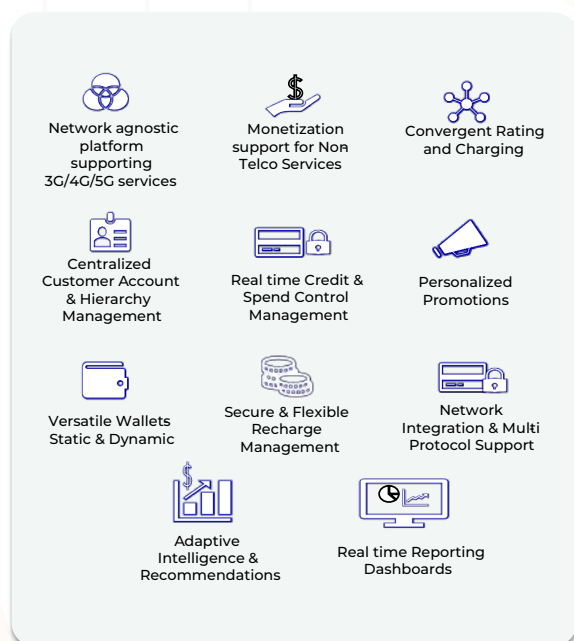 Network agnostic
platform
supporting
3G/4G/5G services
Monetization
support for Non
Telco Services
Convergent Rating
and Charging
Centralized
Customer Account
& Hierarchy
Management
Real time Credit &
Spend Control
Management
Personalized
Promotions
Versatile Wallets
Static & Dynamic
Secure & Flexible
Recharge
Management
Network
Integration & Multi
Protocol Support
Adaptive
Intelligence &
Recommendations
Real time Reporting
Dashboards